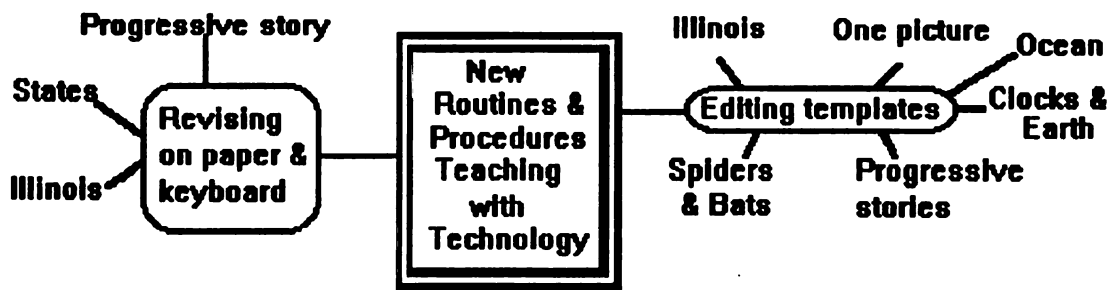 Progressive story
States
Illinois
Revising
on paper &
keyboard
New
Routines &
Procedures
Teaching
with
Technology
Illinois
One picture
Ocean
Editing templates
Clocks &
Earth
Spiders
& Bats
Progressive
stories